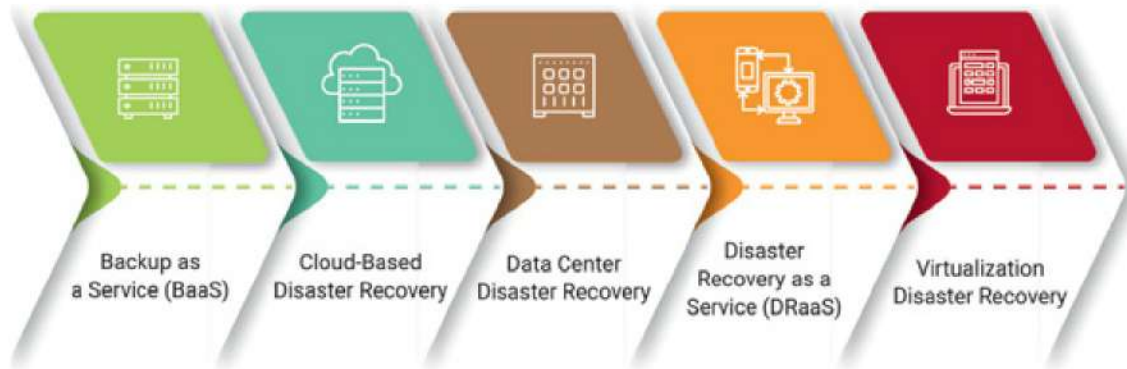 Backup as
a Service (BaaS)
Cloud-Based
Disaster Recovery
Data Center
Disaster Recovery
Disaster
Recovery as a
Service (DRaaS)
Virtualization
Disaster Recovery